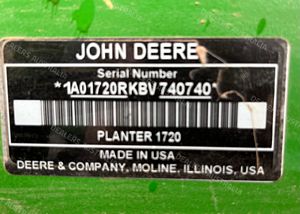 JOHN DEERE
Serial Number
*1A01720RKBV740740*
PLANTER 1720
MADE IN USA
DEERE & COMPANY, MOLINE, ILLINOIS, USA